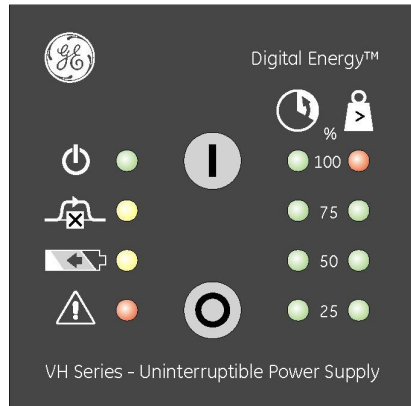 GE
Digital Energy™
%
100
75
50
25
VH Series - Uninterruptible Power Supply